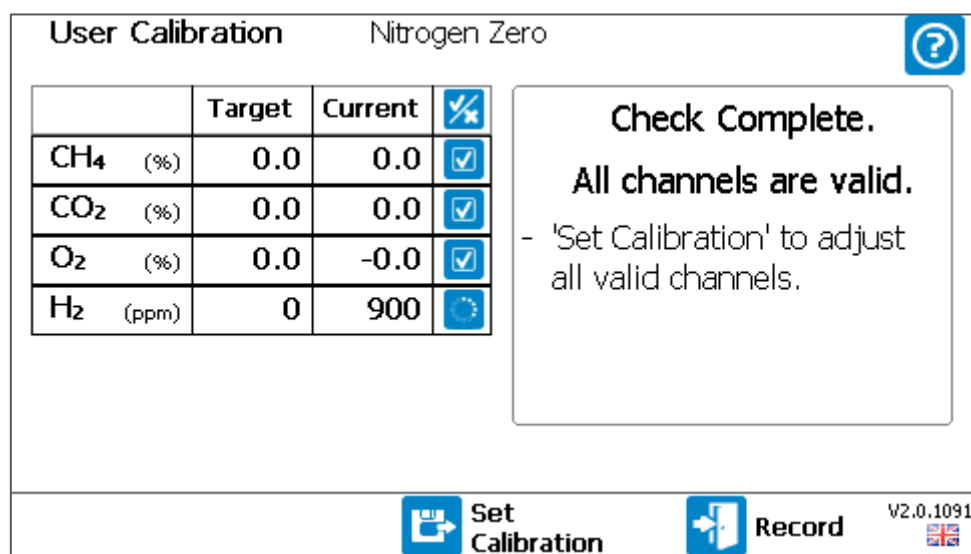 User Calibration Nitrogen Zero
?
Target Current
CH₄ (%) 0.0 0.0
CO₂ (%) 0.0 0.0
O₂ (%) 0.0 -0.0
H₂ (ppm) 0 900
Check Complete.
All channels are valid.
- 'Set Calibration' to adjust
all valid channels.
Set
Calibration
Record
V2.0.1091